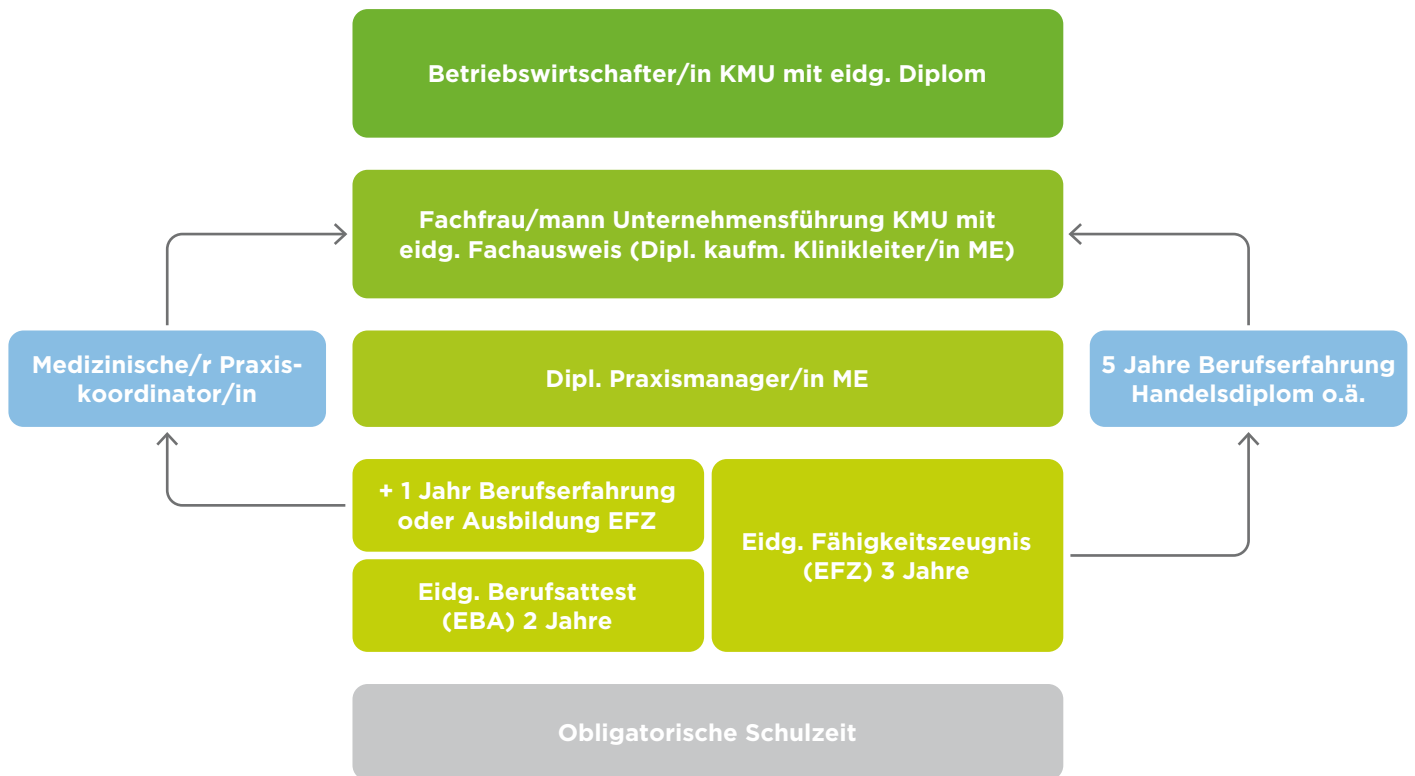 Betriebswirtschafter/in KMU mit eidg. Diplom
Fachfrau/mann Unternehmensführung KMU mit
eidg. Fachausweis (Dipl. kaufm. Klinikleiter/in ME)
Medizinische/r Praxis-
koordinator/in
Dipl. Praxismanager/in ME
5 Jahre Berufserfahrung
Handelsdiplom o.ä.
+ 1 Jahr Berufserfahrung
oder Ausbildung EFZ
Eidg. Berufsattest
(EBA) 2 Jahre
Eidg. Fähigkeitszeugnis
(EFZ) 3 Jahre
Obligatorische Schulzeit